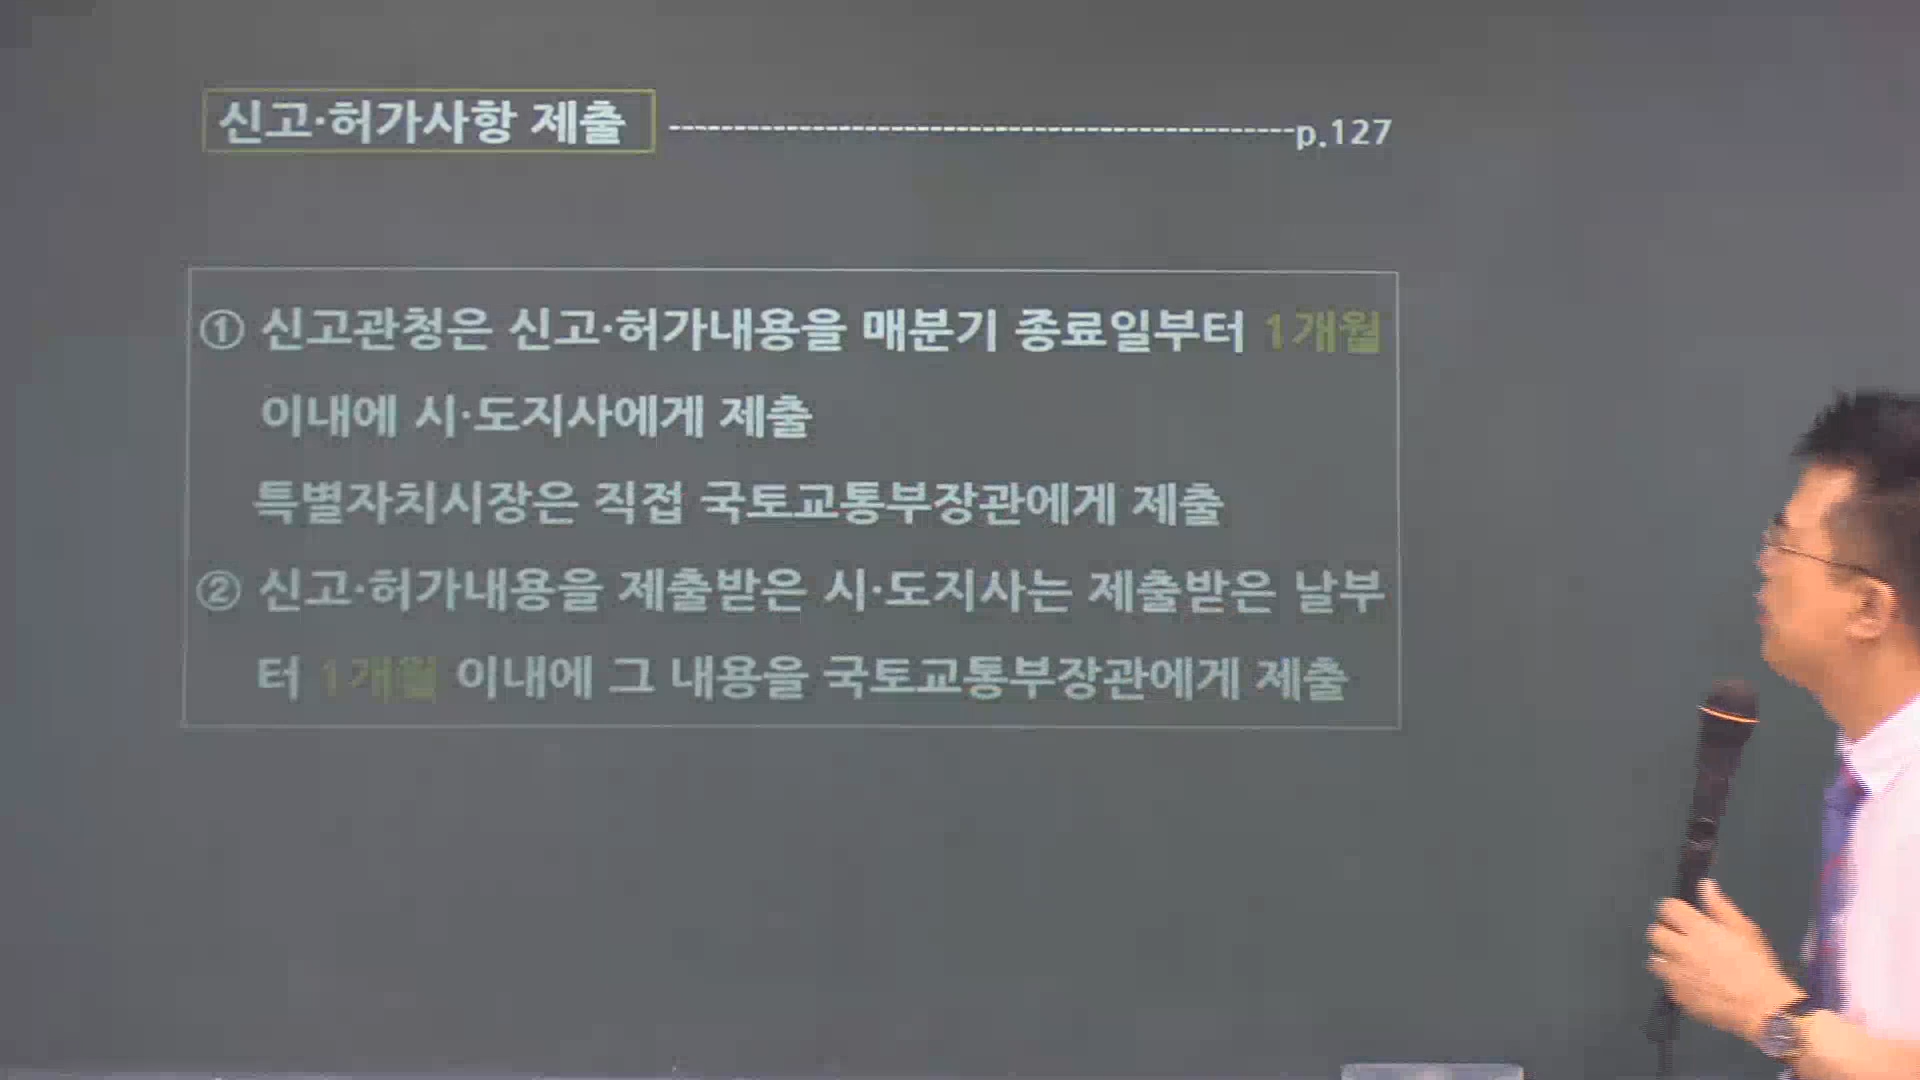 신고·허가사항 제출 ---------------------------------------------------------p.127
① 신고관청은 신고·허가내용을 매분기 종료일부터 1개월
이내에 시·도지사에게 제출
특별자치시장은 직접 국토교통부장관에게 제출
② 신고·허가내용을 제출받은 시·도지사는 제출받은 날부
터 1개월 이내에 그 내용을 국토교통부장관에게 제출